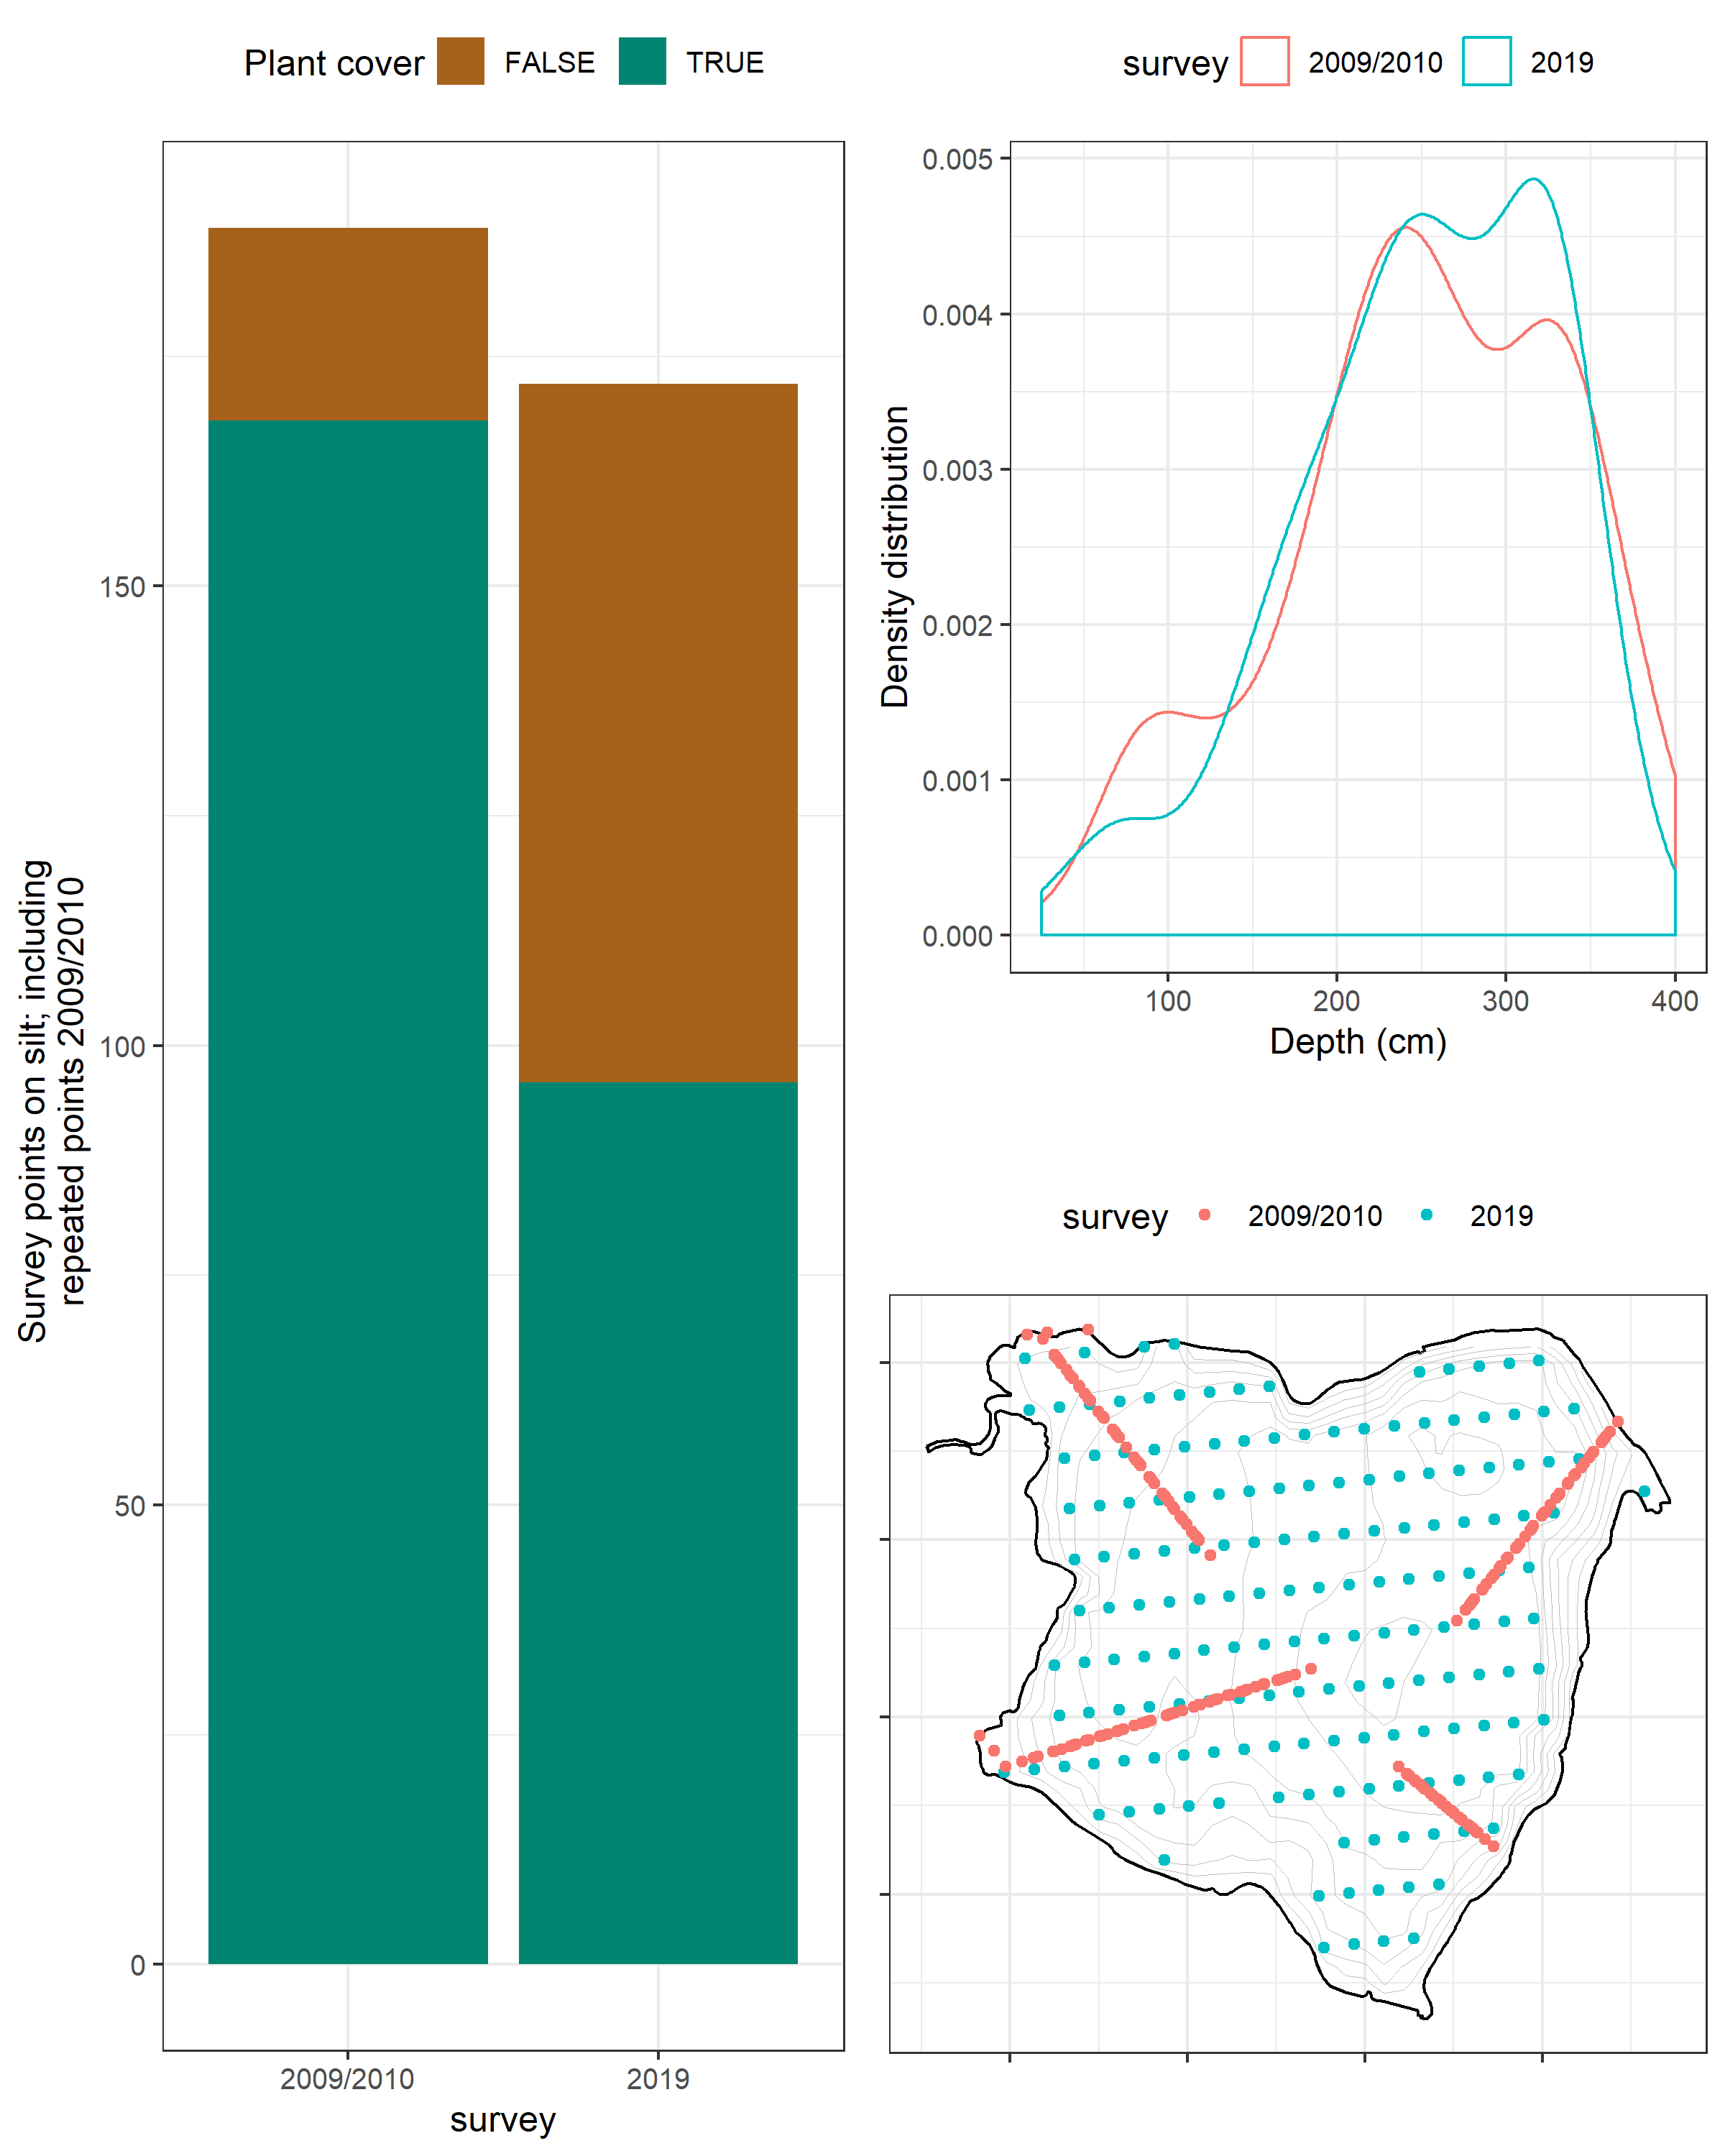 Plant cover FALSE TRUE
150
100
50
0
Survey points on silt; including
repeated points 2009/2010
2009/2010 2019
survey
survey 2009/2010 2019
0.005
0.004
0.003
0.002
0.001
0.000
Density distribution
100 200 300 400
Depth (cm)
survey 2009/2010 2019